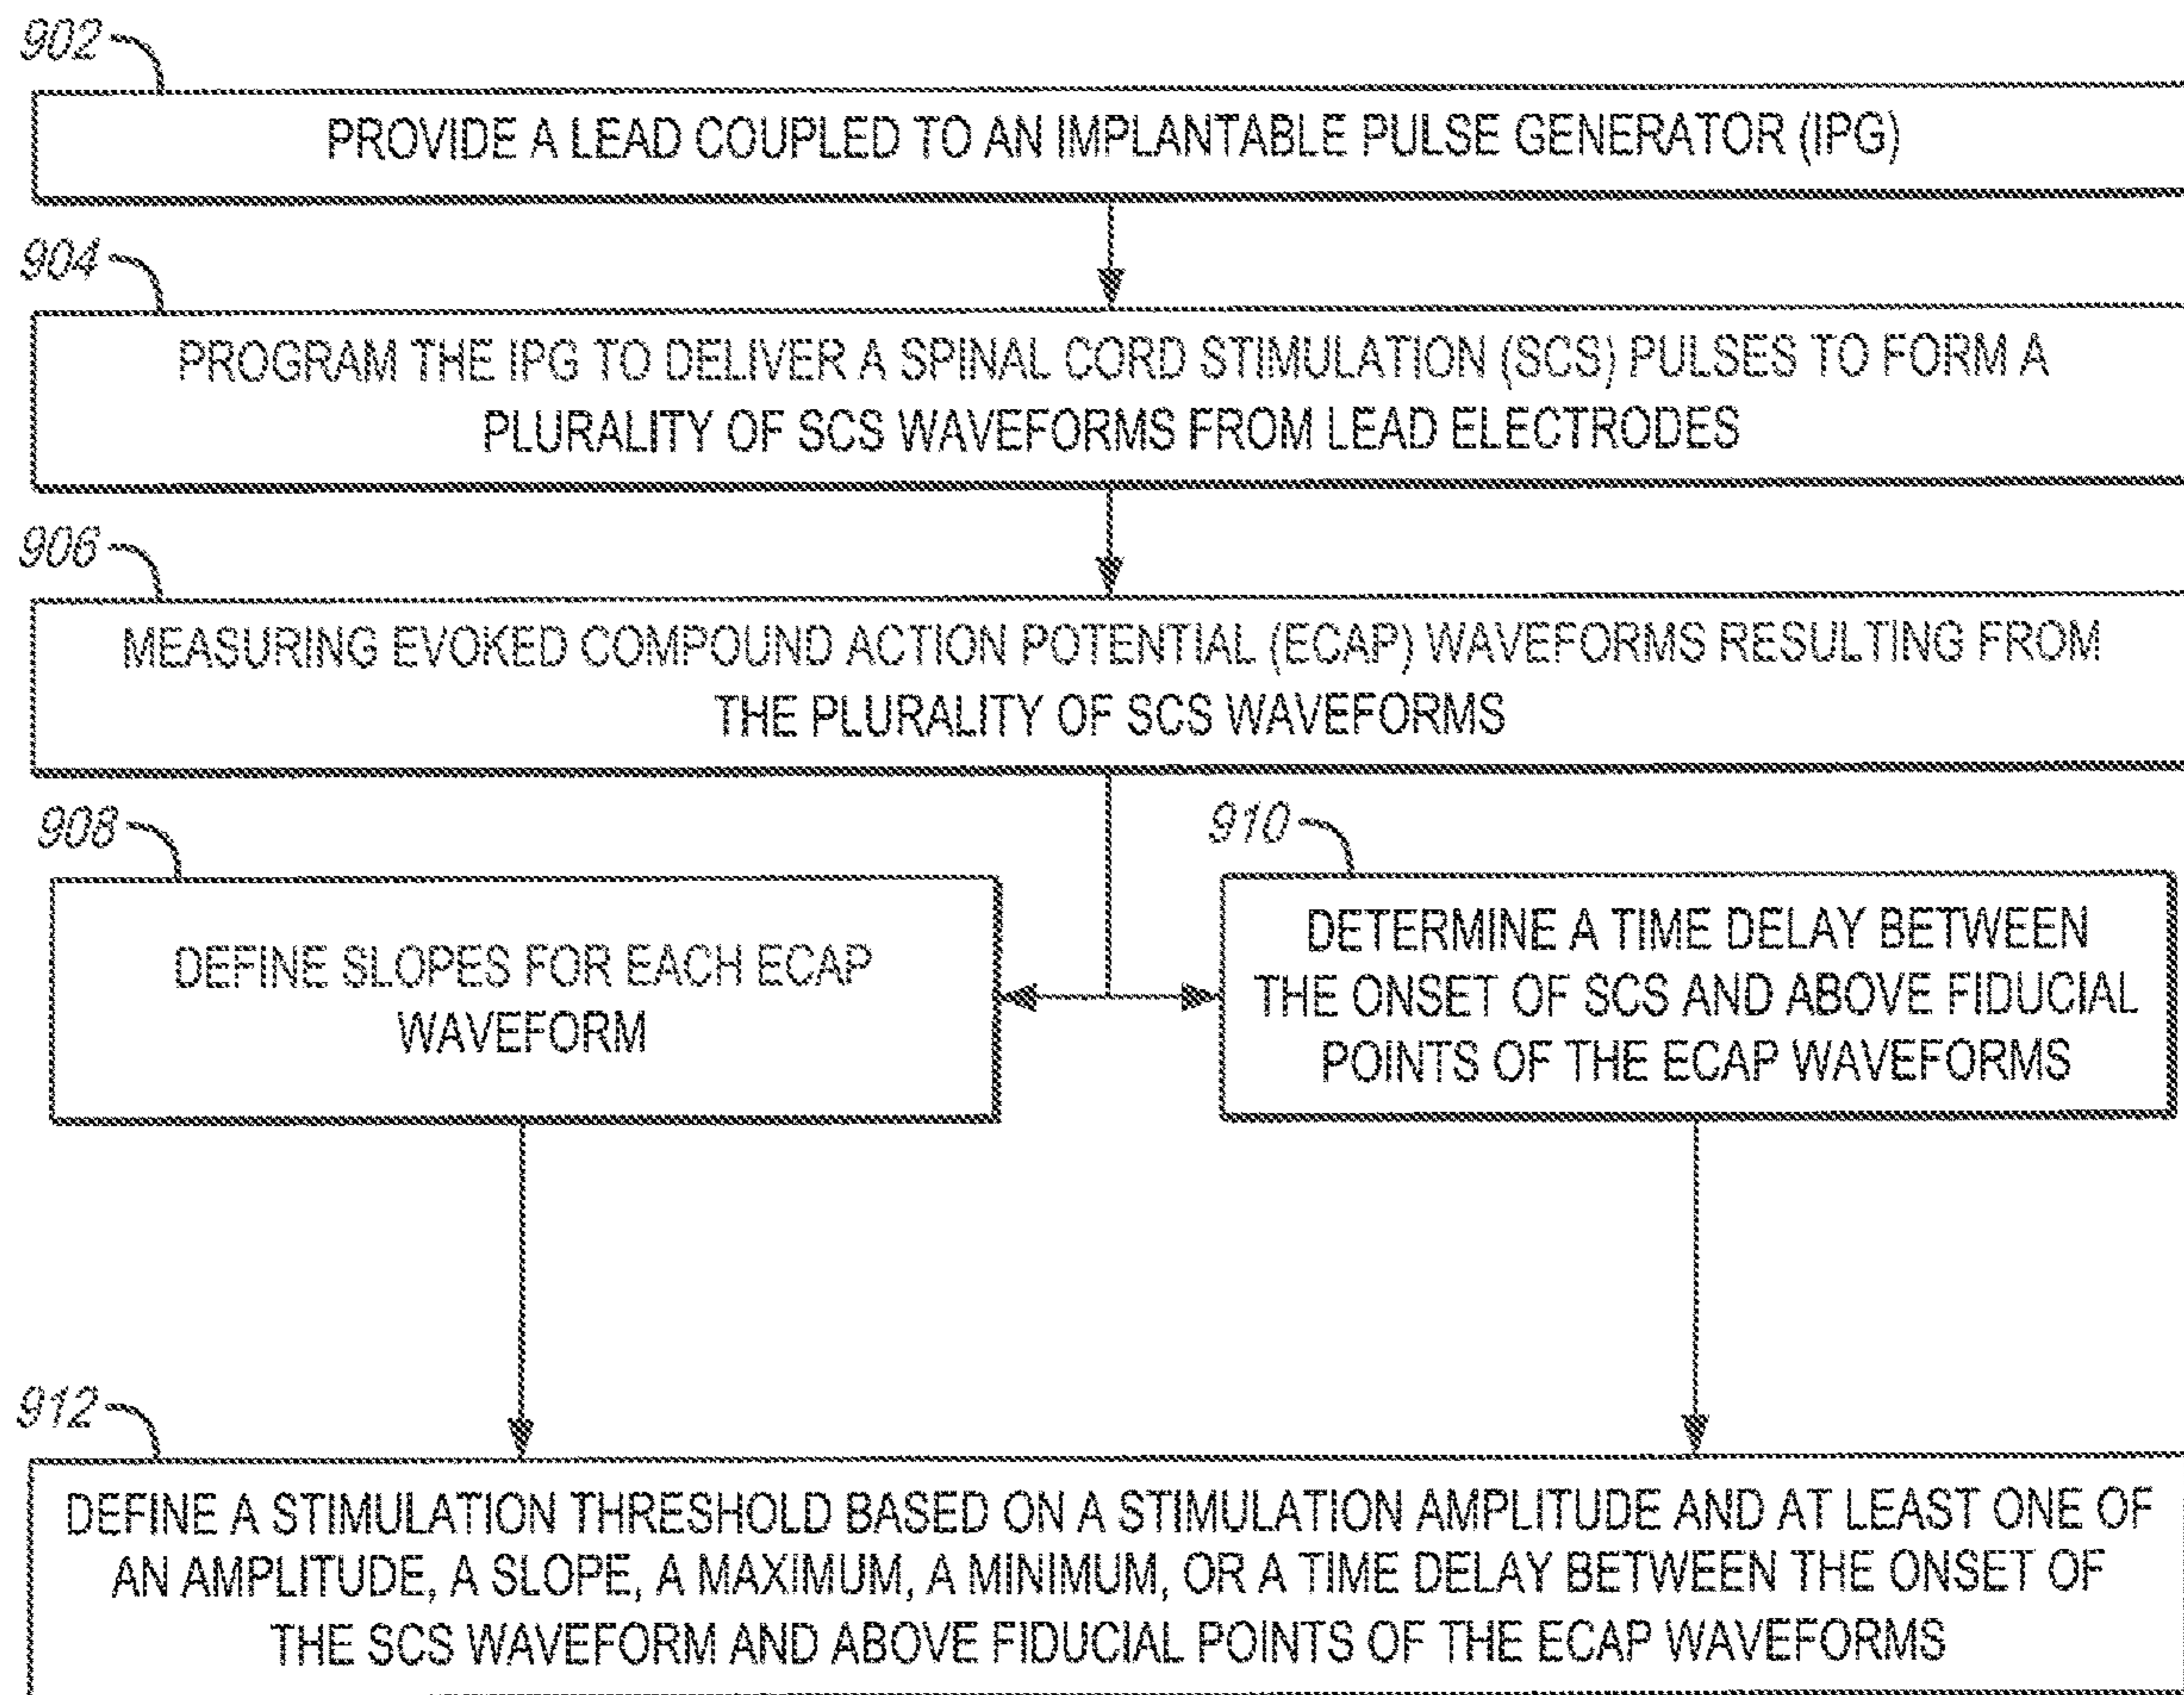 902
PROVIDE A LEAD COUPLED TO AN IMPLANTABLE PULSE GENERATOR (IPG)
904
PROGRAM THE IPG TO DELIVER A SPINAL CORD STIMULATION (SCS) PULSES TO FORM A
PLURALITY OF SCS WAVEFORMS FROM LEAD ELECTRODES
906
MEASURING EVOKED COMPOUND ACTION POTENTIAL (ECAP) WAVEFORMS RESULTING FROM
THE PLURALITY OF SCS WAVEFORMS
908
DEFINE SLOPES FOR EACH ECAP
WAVEFORM
910
DETERMINE A TIME DELAY BETWEEN
THE ONSET OF SCS AND ABOVE FIDUCIAL
POINTS OF THE ECAP WAVEFORMS
912
DEFINE A STIMULATION THRESHOLD BASED ON A STIMULATION AMPLITUDE AND AT LEAST ONE OF
AN AMPLITUDE, A SLOPE, A MAXIMUM, A MINIMUM, OR A TIME DELAY BETWEEN THE ONSET OF
THE SCS WAVEFORM AND ABOVE FIDUCIAL POINTS OF THE ECAP WAVEFORMS